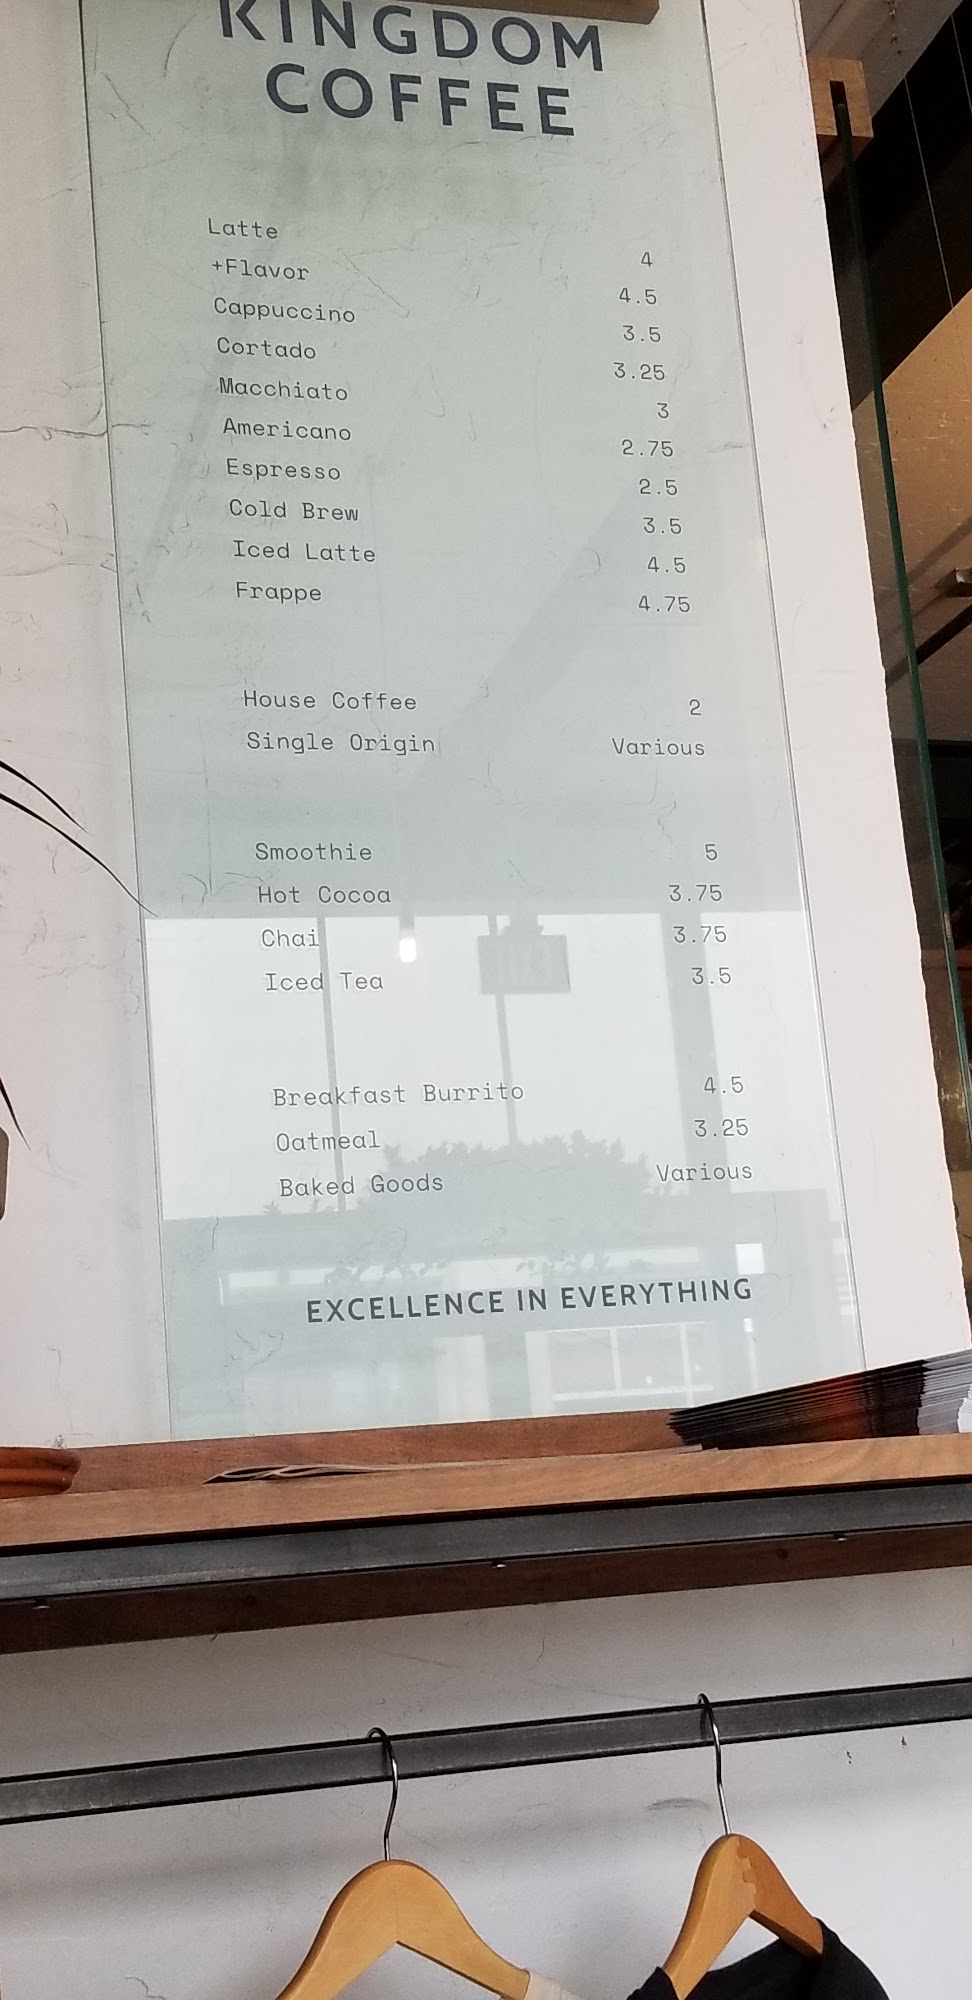 KINGDOM
COFFEE
Latte 4
+Flavor 4.5
Cappuccino 3.5
Cortado 3.25
Macchiato 3
Americano 2.75
Espresso 2.5
Cold Brew 3.5
Iced Latte 4.5
Frappe 4.75
House Coffee 2
Single Origin Various
Smoothie 5
Hot Cocoa 3.75
Chai 3.75
Iced Tea 3.5
Breakfast Burrito 4.5
Oatmeal 3.25
Baked Goods Various
EXCELLENCE IN EVERYTHING